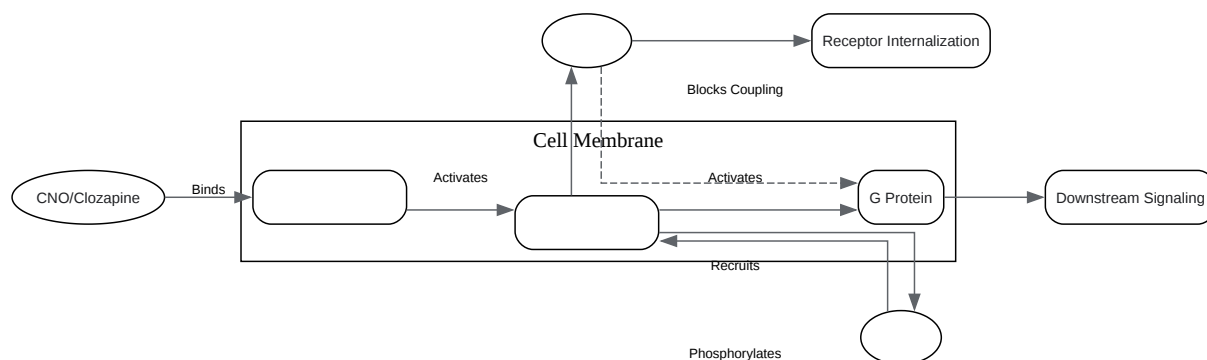 Receptor Internalization
Blocks Coupling
Cell Membrane
CNO/Clozapine
Binds
Activates
Activates
G Protein
Downstream Signaling
Recruits
Phosphorylates